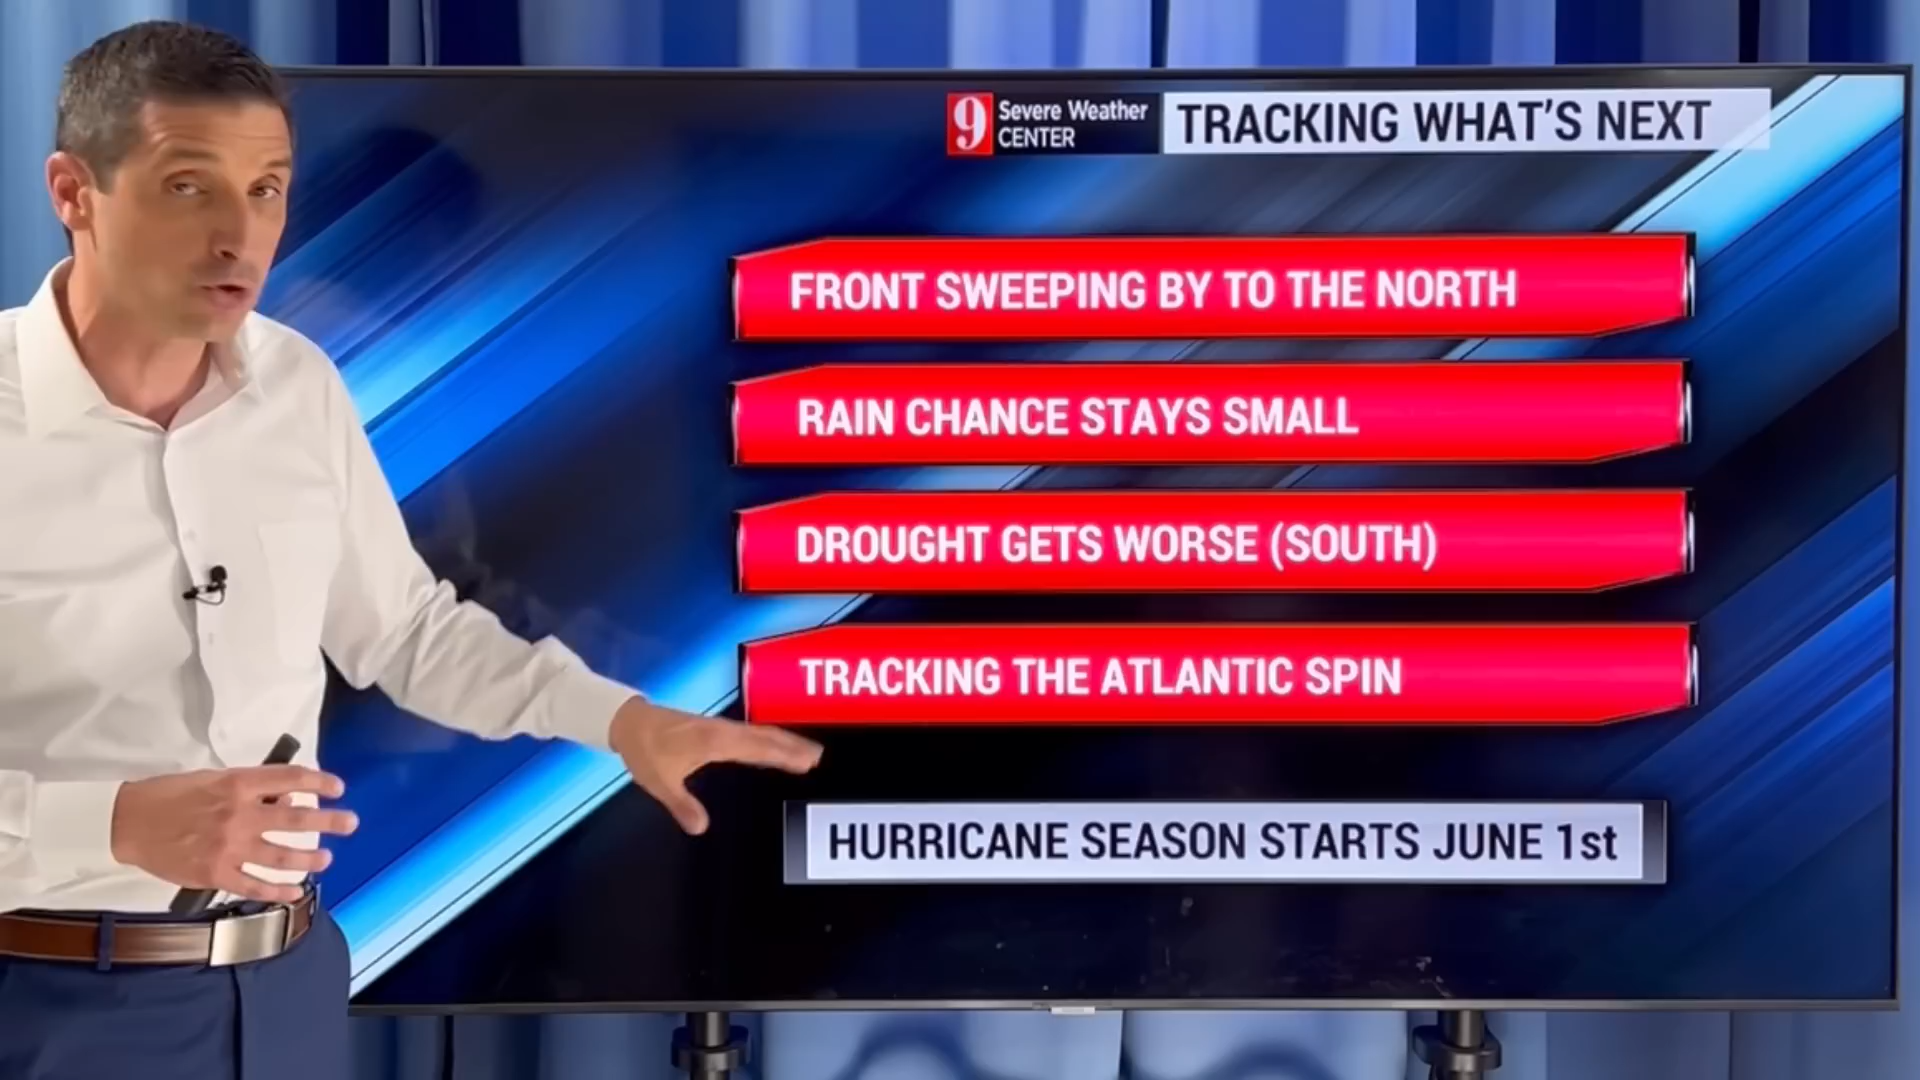 9 Severe Weather
CENTER
TRACKING WHAT'S NEXT
FRONT SWEEPING BY TO THE NORTH
RAIN CHANCE STAYS SMALL
DROUGHT GETS WORSE (SOUTH)
TRACKING THE ATLANTIC SPIN
HURRICANE SEASON STARTS JUNE 1st